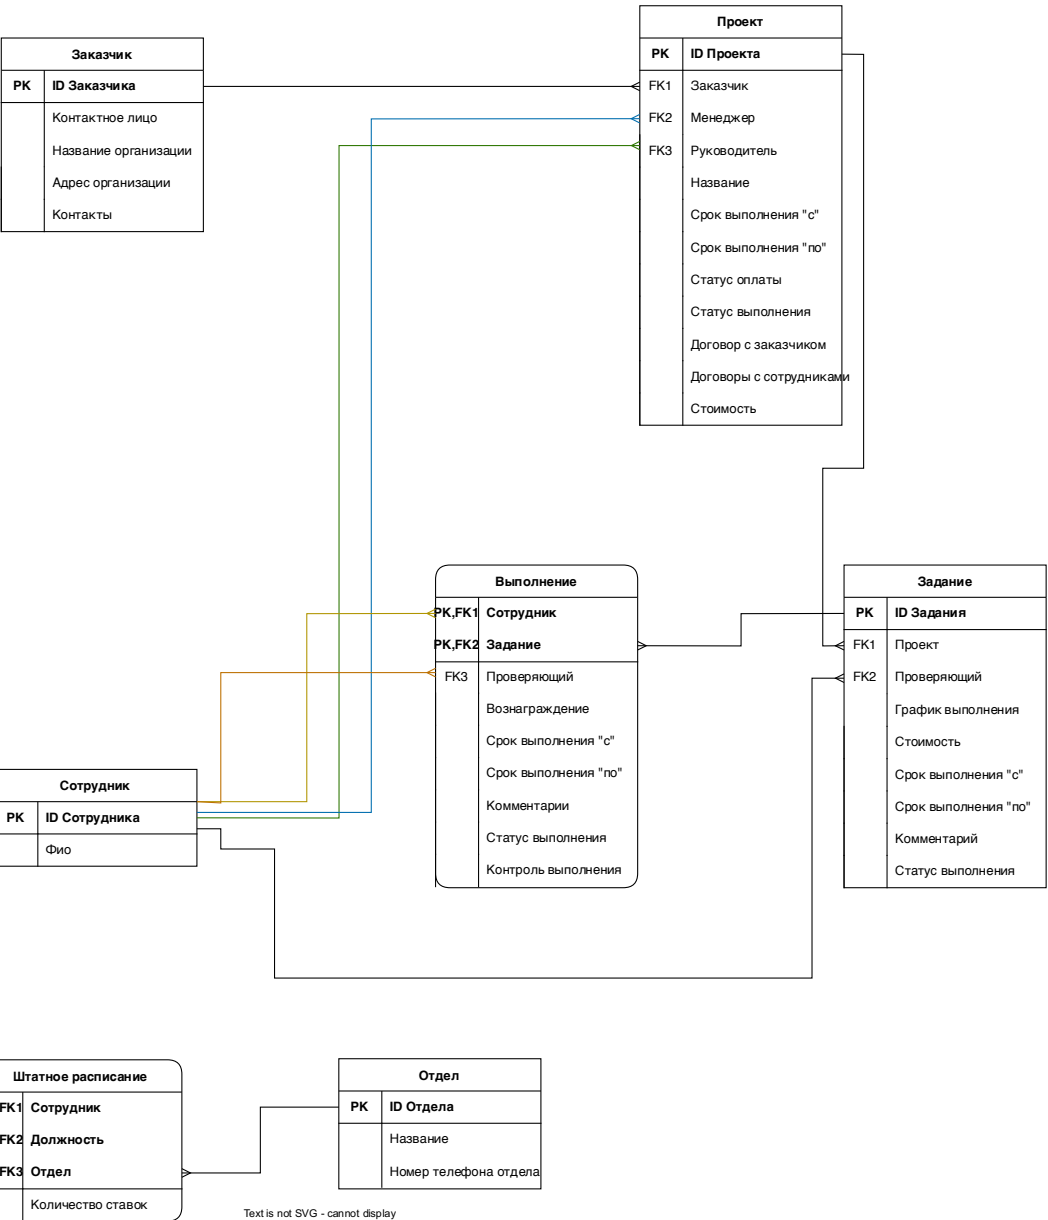 Проект
PK ID Проекта
FK1 Заказчик
FK2 Менеджер
FK3 Руководитель
Название
Срок выполнения "с"
Срок выполнения "по"
Статус оплаты
Статус выполнения
Договор с заказчиком
Договоры с сотрудниками
Стоимость
Заказчик
PK ID Заказчика
Контактное лицо
Название организации
Адрес организации
Контакты
Выполнение
PK,FK1 Сотрудник
PK,FK2 Задание
FK3 Проверяющий
Вознаграждение
Срок выполнения "с"
Срок выполнения "по"
Комментарии
Статус выполнения
Контроль выполнения
Задание
PK ID Задания
FK1 Проект
FK2 Проверяющий
График выполнения
Стоимость
Срок выполнения "с"
Срок выполнения "по"
Комментарий
Статус выполнения
Сотрудник
PK ID Сотрудника
Фио
Штатное расписание
FK1 Сотрудник
FK2 Должность
FK3 Отдел
Количество ставок
Отдел
PK ID Отдела
Название
Номер телефона отдела
Text is not SVG - cannot display